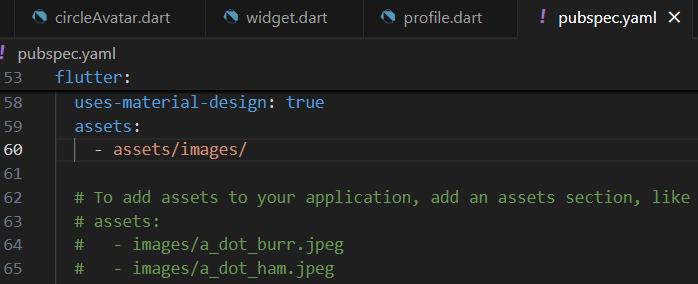 circleAvatar.dart widget.dart profile.dart ! pubspec.yaml ×
! pubspec.yaml
53 flutter:
58 uses-material-design: true
59 assets:
60 - assets/images/
61
62 # To add assets to your application, add an assets section, like
63 # assets:
64 #   - images/a_dot_burr.jpeg
65 #   - images/a_dot_ham.jpeg